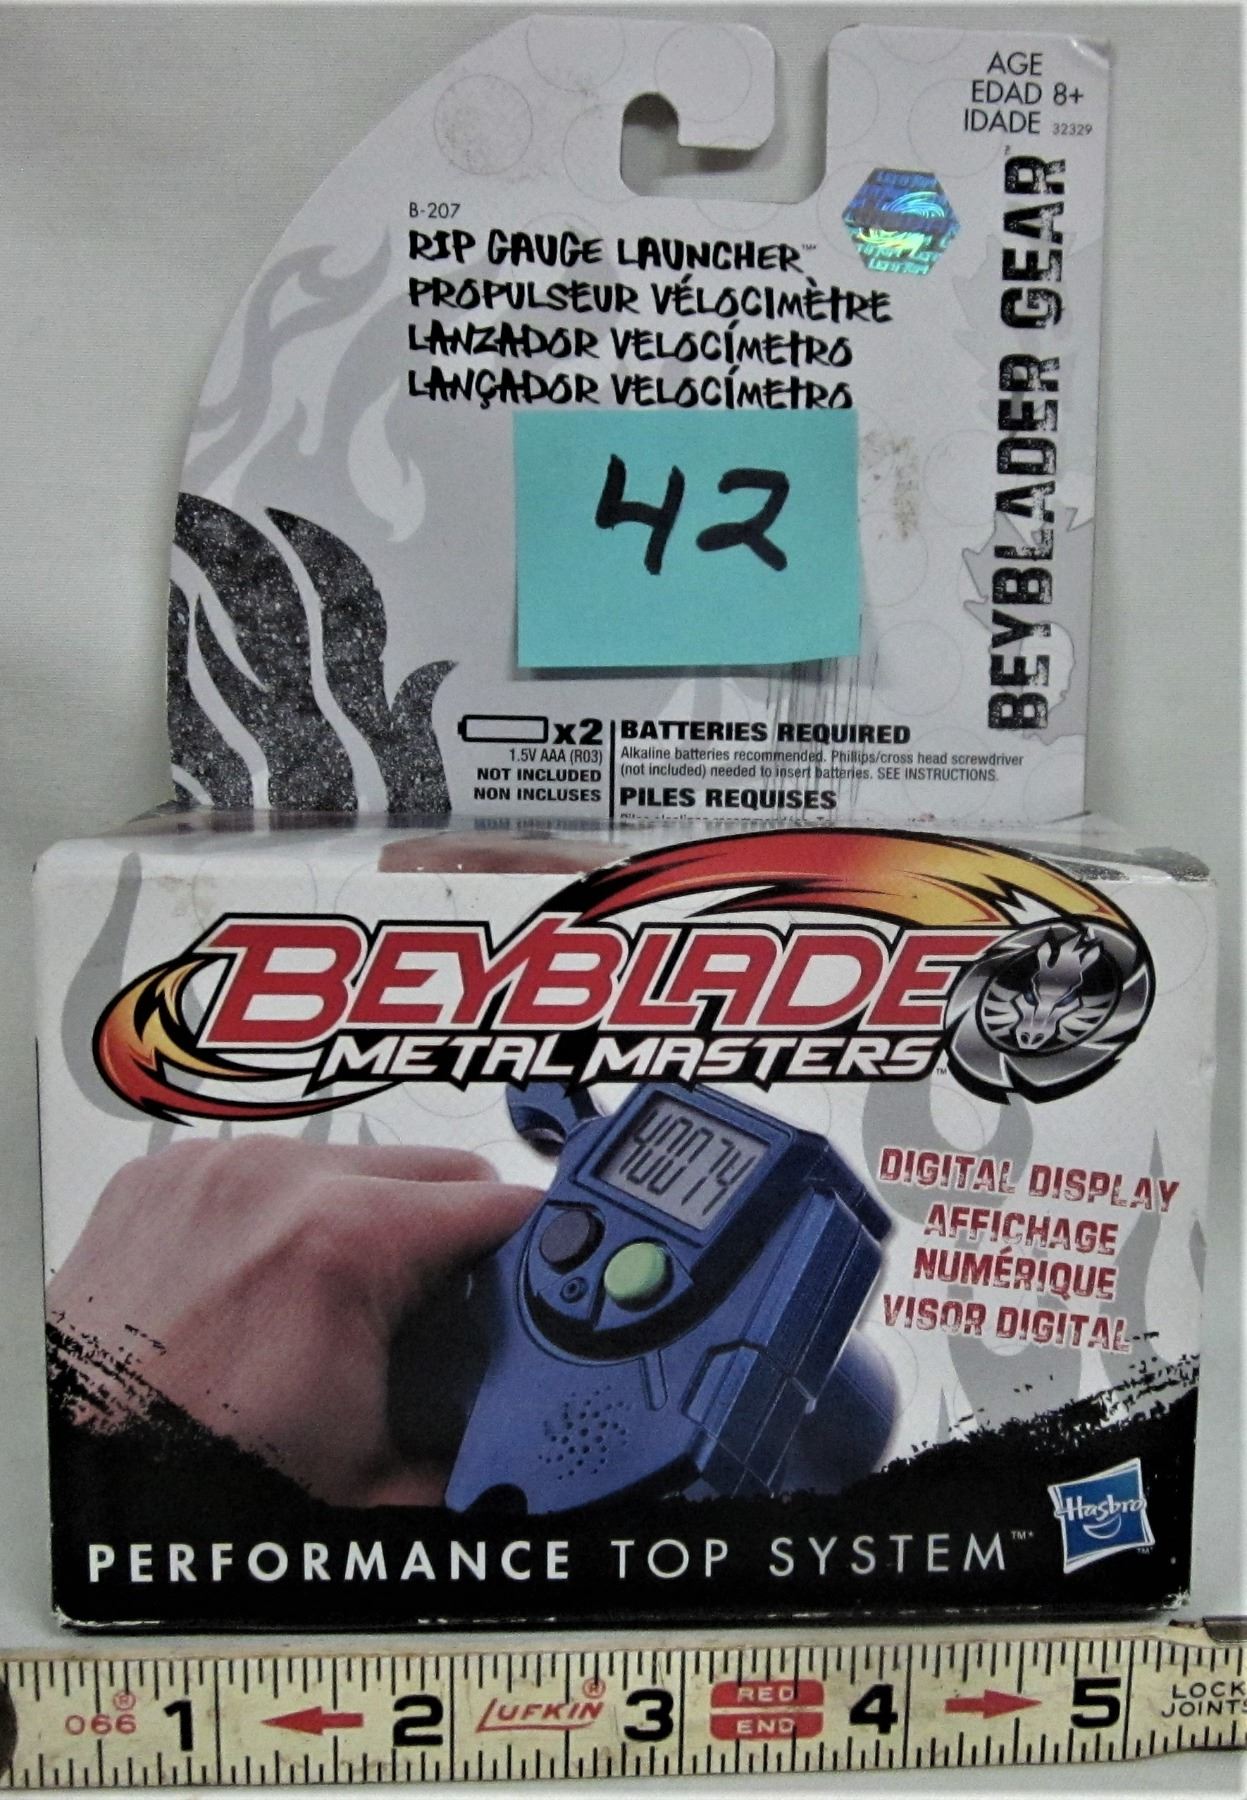 AGE
EDAD 8+
IDADE 32329
BEYBLADER GEAR
B-207
RIP GAUGE LAUNCHER™
PROPULSEUR VÉLOCIMÈTRE
LANZADOR VELOCÍMETRO
LANÇADOR VELOCÍMETRO
42
x2
1.5V AAA (R03)
NOT INCLUDED
NON INCLUSES
BATTERIES REQUIRED
Alkaline batteries recommended. Phillips/cross head screwdriver
(not included) needed to insert batteries. SEE INSTRUCTIONS.
PILES REQUISES
BEYBLADE
METAL MASTERS™
40074
DIGITAL DISPLAY
AFFICHAGE
NUMÉRIQUE
VISOR DIGITAL
Hasbro™
PERFORMANCE TOP SYSTEM™*
066® 1 2 LUFKIN® 3 RED END 4 5 LOCK JOINTS